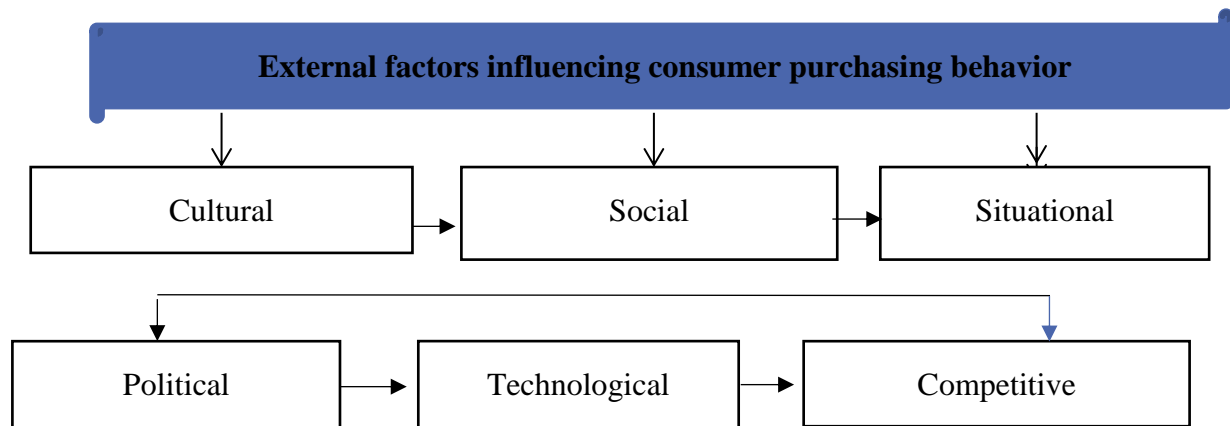 External factors influencing consumer purchasing behavior
Cultural
Social
Situational
Political
Technological
Competitive